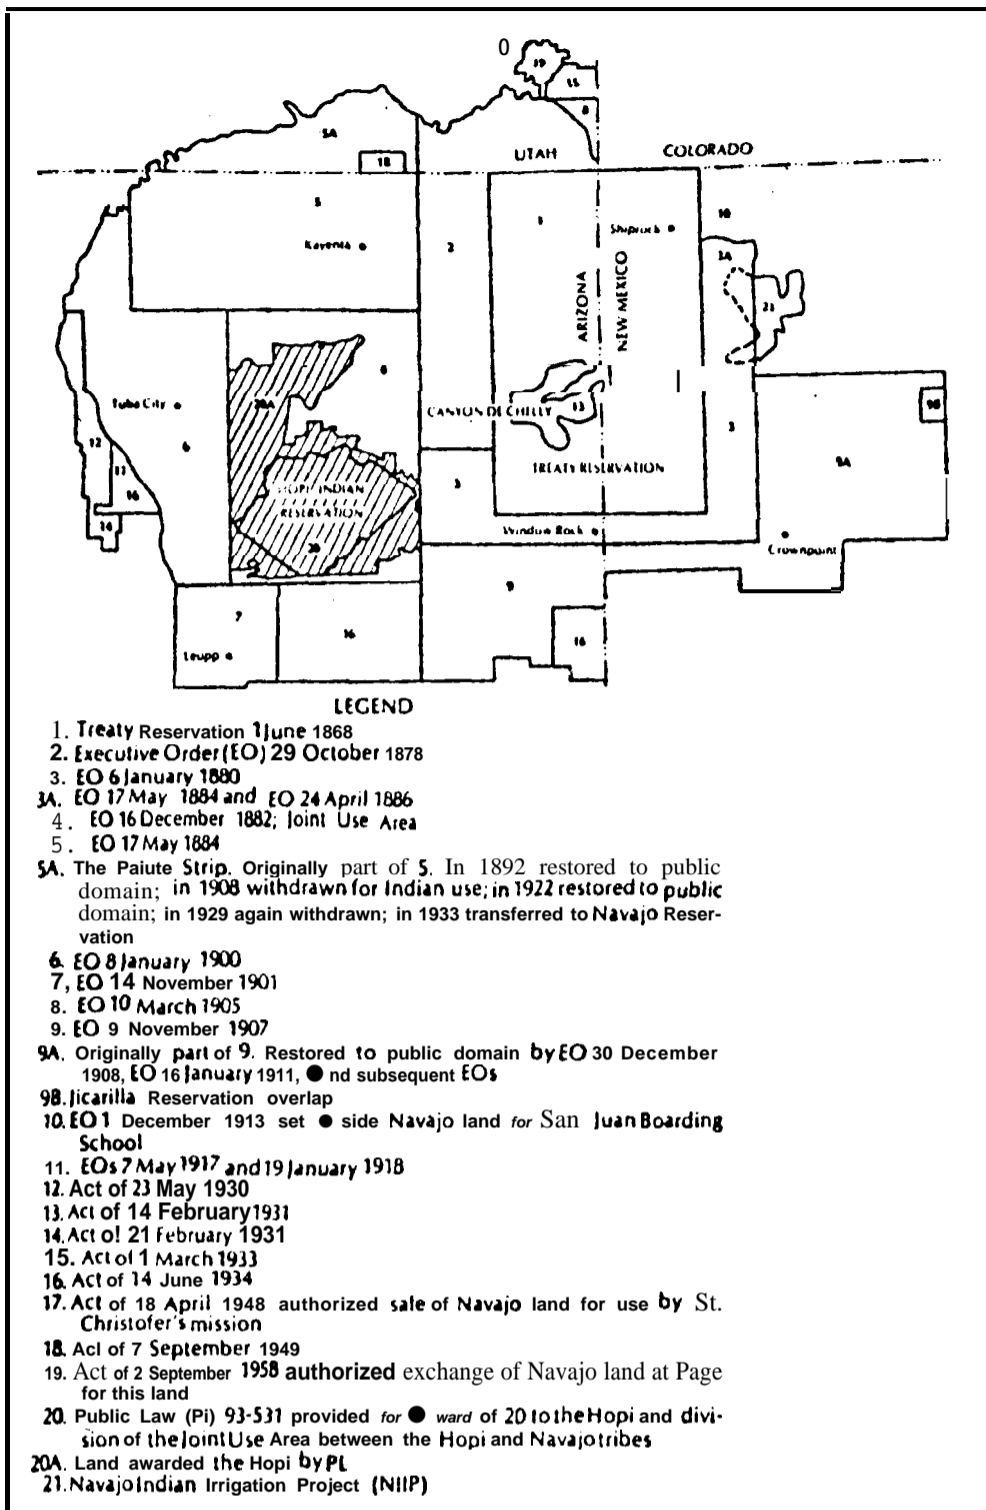 0
19
15
8
5A
18
UTAH
COLORADO
5
1
10
Shiprock
Kayenta
2
3A
ARIZONA
NEW MEXICO
21
6
Tuba City
20A
CANYON DE CHELLY
13
9B
12
6
3
11
3
9A
TREATY RESERVATION
HOPI INDIAN
16
RESERVATION
14
Window Rock
20
Crownpoint
9
7
16
16
Leupp
LEGEND
1. Treaty Reservation 1 June 1868
2. Executive Order (EO) 29 October 1878
3. EO 6 January 1880
3A. EO 17 May 1884 and EO 24 April 1886
4. EO 16 December 1882; Joint Use Area
5. EO 17 May 1884
5A. The Paiute Strip. Originally part of 5. In 1892 restored to public
domain; in 1908 withdrawn for Indian use; in 1922 restored to public
domain; in 1929 again withdrawn; in 1933 transferred to Navajo Reser-
vation
6. EO 8 January 1900
7, EO 14 November 1901
8. EO 10 March 1905
9. EO 9 November 1907
9A. Originally part of 9. Restored to public domain by EO 30 December
1908, EO 16 January 1911, ● nd subsequent EOs
9B. Jicarilla Reservation overlap
10. EO 1 December 1913 set ● side Navajo land for San Juan Boarding
School
11. EOs 7 May 1917 and 19 January 1918
12. Act of 23 May 1930
13. Act of 14 February 1931
14. Act o! 21 February 1931
15. Act of 1 March 1933
16. Act of 14 June 1934
17. Act of 18 April 1948 authorized sale of Navajo land for use by St.
Christofer's mission
18. Acl of 7 September 1949
19. Act of 2 September 1958 authorized exchange of Navajo land at Page
for this land
20. Public Law (Pi) 93-531 provided for ● ward of 20 to the Hopi and divi-
sion of the Joint Use Area between the Hopi and Navajo tribes
20A. Land awarded the Hopi by PL
21. Navajo Indian Irrigation Project (NIIP)